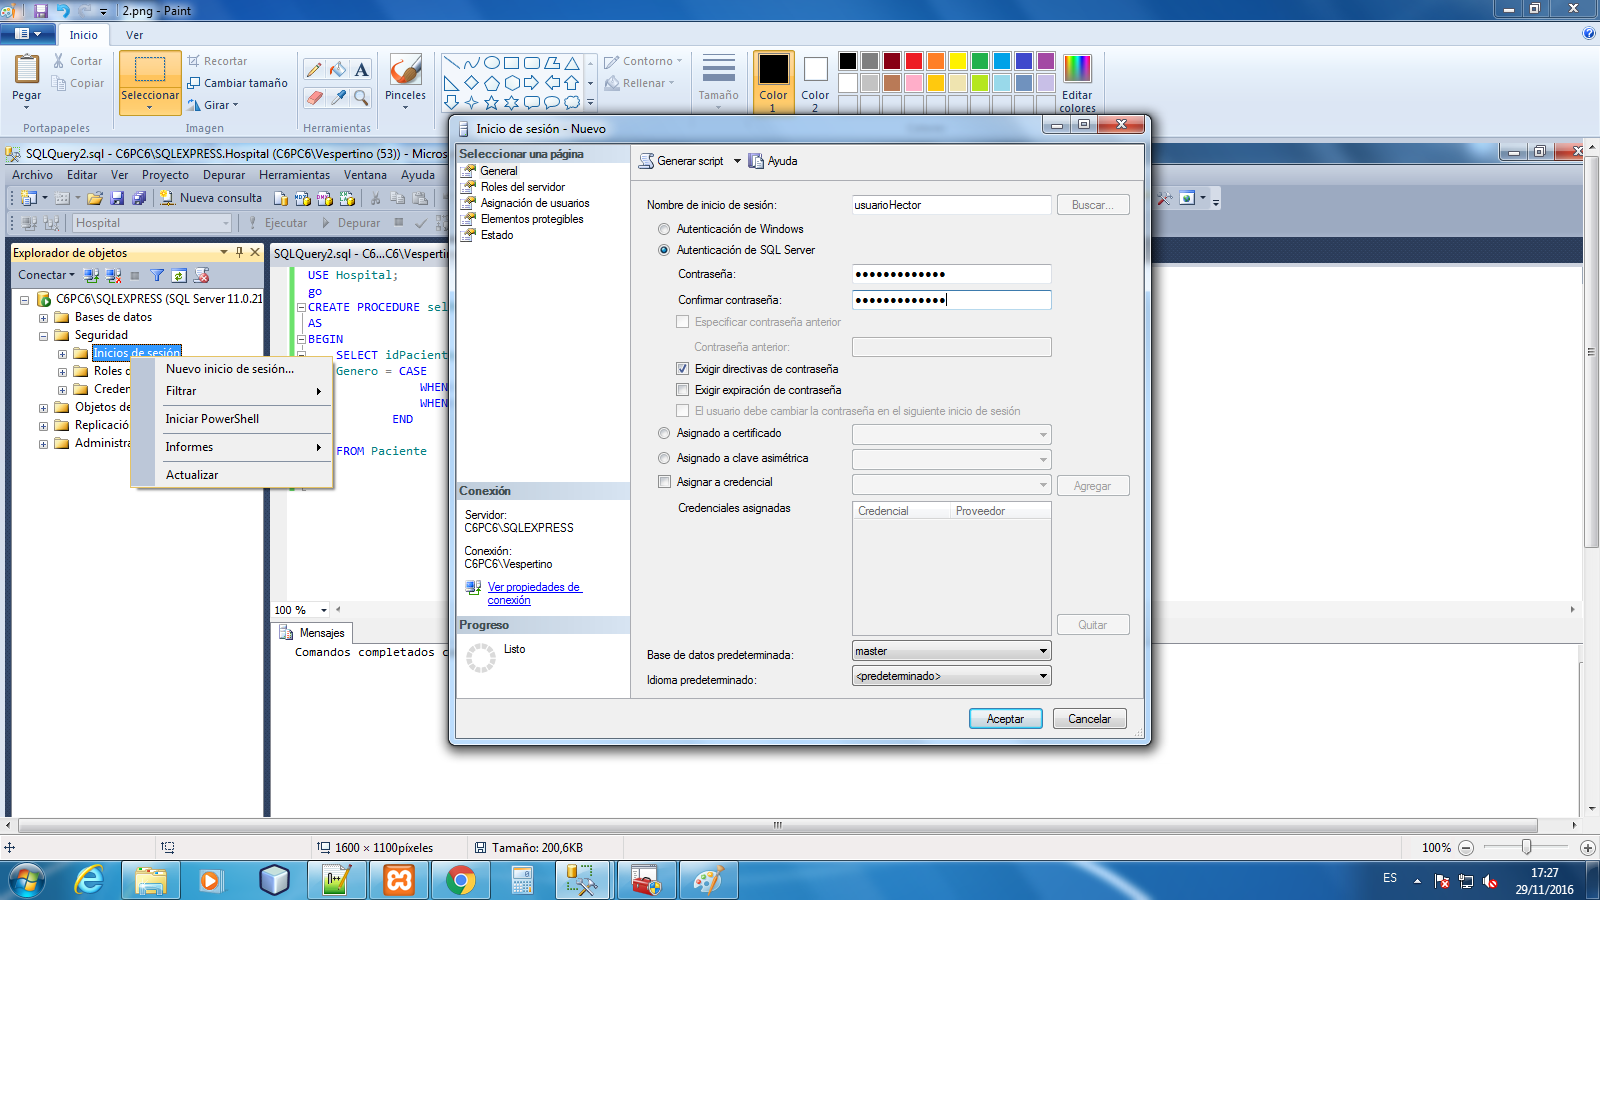 2.png - Paint
Inicio
Ver
Pegar
Cortar
Copiar
Portapapeles
Seleccionar
Recortar
Cambiar tamaño
Girar
Imagen
A
Herramientas
Pinceles
Contorno
Rellenar
Tamaño
Color
1
Color
2
Editar
colores
SQLQuery2.sql - C6PC6\SQLEXPRESS.Hospital (C6PC6\Vespertino (53)) - Micros
Archivo Editar Ver Proyecto Depurar Herramientas Ventana Ayuda
Nueva consulta
Hospital
Ejecutar
Depurar
Explorador de objetos
Conectar
C6PC6\SQLEXPRESS (SQL Server 11.0.21
Bases de datos
Seguridad
Inicios de sesión
Roles d
Creden
Objetos de
Replicació
Administra
Nuevo inicio de sesión...
Filtrar
Iniciar PowerShell
Informes
Actualizar
SQLQuery2.sql - C6...C6\Vesperti
USE Hospital;
go
CREATE PROCEDURE sel
AS
BEGIN
SELECT idPacient
Genero = CASE
WHEN
WHEN
END
FROM Paciente
100 %
Mensajes
Comandos completados c
Inicio de sesión - Nuevo
Seleccionar una página
General
Roles del servidor
Asignación de usuarios
Elementos protegibles
Estado
Conexión
Servidor:
C6PC6\SQLEXPRESS
Conexión:
C6PC6\Vespertino
Ver propiedades de
conexión
Progreso
Listo
Generar script
Ayuda
Nombre de inicio de sesión:
usuarioHector
Buscar...
Autenticación de Windows
Autenticación de SQL Server
Contraseña:
●●●●●●●●●●●●●
Confirmar contraseña:
●●●●●●●●●●●●●
Especificar contraseña anterior
Contraseña anterior:
Exigir directivas de contraseña
Exigir expiración de contraseña
El usuario debe cambiar la contraseña en el siguiente inicio de sesión
Asignado a certificado
Asignado a clave asimétrica
Asignar a credencial
Agregar
Credenciales asignadas
Credencial
Proveedor
Quitar
Base de datos predeterminada:
master
Idioma predeterminado:
<predeterminado>
Aceptar
Cancelar
1600 × 1100píxeles
Tamaño: 200,6KB
100%
ES
17:27
29/11/2016